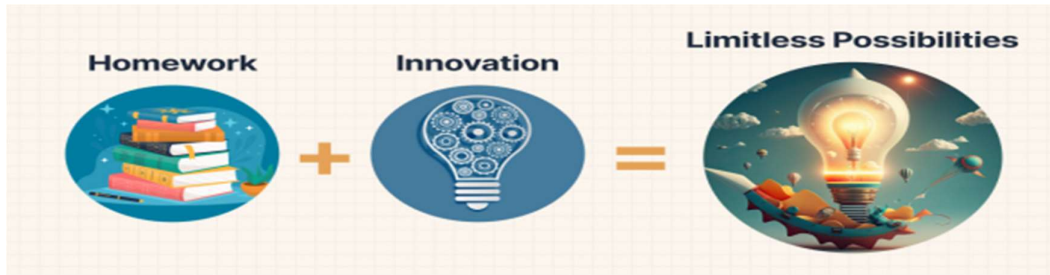 Homework
+
Innovation
=
Limitless Possibilities